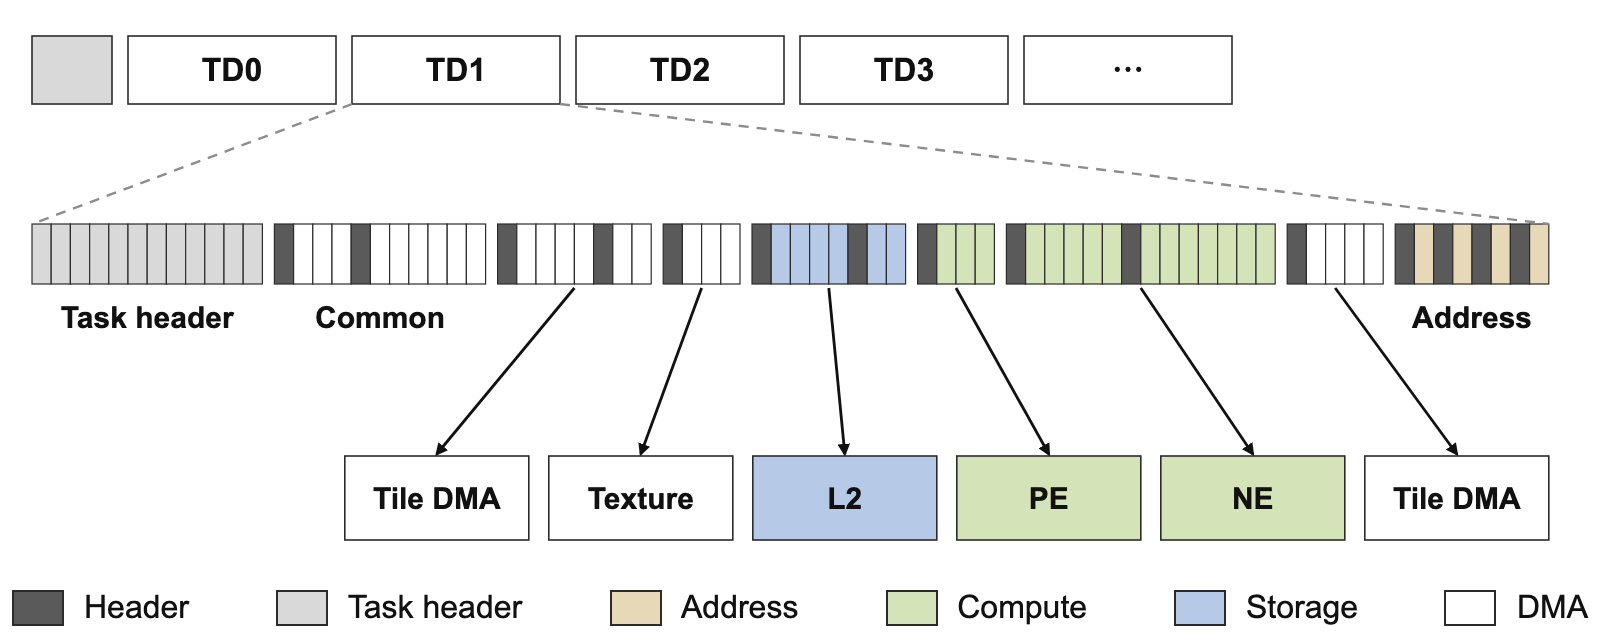 TD0 TD1 TD2 TD3 ...
Task header Common Address
Tile DMA Texture L2 PE NE Tile DMA
Header Task header Address Compute Storage DMA